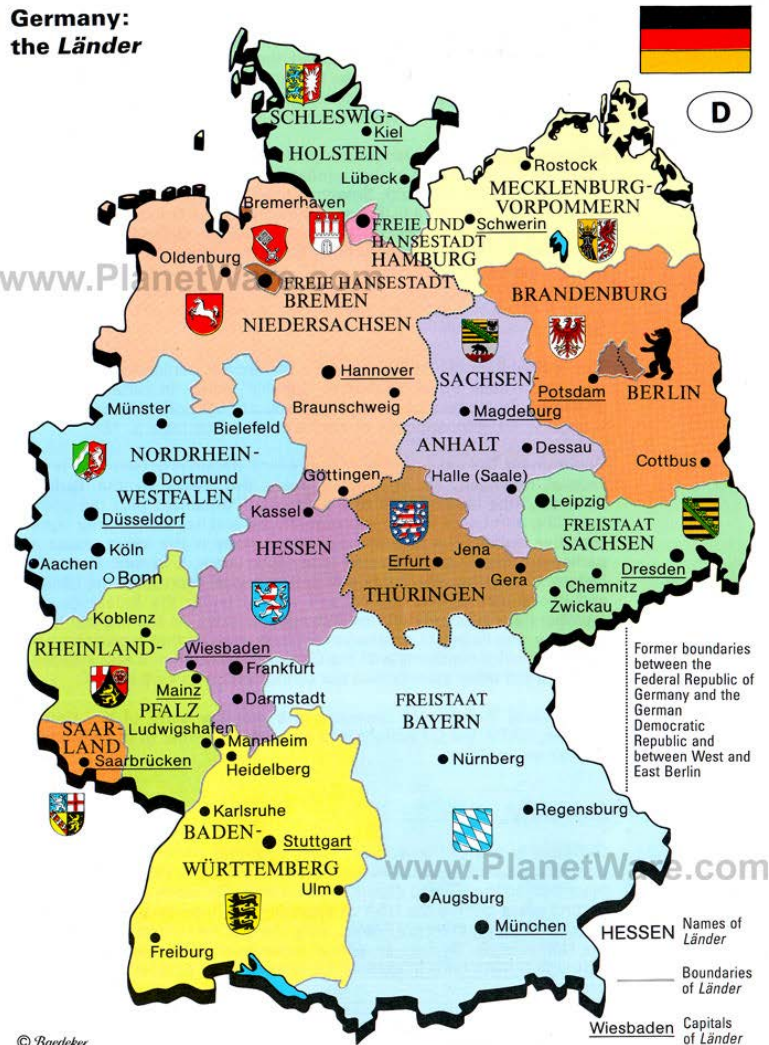 Germany:
the Länder
D
SCHLESWIG-
Kiel
HOLSTEIN
Lübeck
Rostock
MECKLENBURG-
VORPOMMERN
Schwerin
Bremerhaven
FREIE UND
HANSESTADT
HAMBURG
Oldenburg
www.PlanetWare.com
FREIE HANSESTADT
BREMEN
NIEDERSACHSEN
BRANDENBURG
Hannover
Braunschweig
SACHSEN-
Potsdam
BERLIN
Magdeburg
Münster
Bielefeld
NORDRHEIN-
ANHALT
Dessau
Cottbus
Dortmund
WESTFALEN
Göttingen
Halle (Saale)
Düsseldorf
Kassel
Leipzig
FREISTAAT
SACHSEN
HESSEN
Köln
Aachen
Bonn
Erfurt
Jena
Gera
Dresden
THÜRINGEN
Chemnitz
Zwickau
Koblenz
RHEINLAND-
Wiesbaden
Frankfurt
Mainz
Darmstadt
PFALZ
FREISTAAT
BAYERN
Former boundaries
between the
Federal Republic of
Germany and the
German
Democratic
Republic and
between West and
East Berlin
SAAR-
LAND
Ludwigshafen
Mannheim
Saarbrücken
Heidelberg
Nürnberg
Karlsruhe
Regensburg
BADEN-
Stuttgart
WÜRTTEMBERG
www.PlanetWare.com
Ulm
Augsburg
München
Freiburg
HESSEN Names of
Länder
Boundaries
of Länder
Wiesbaden Capitals
of Länder
© Baedeker